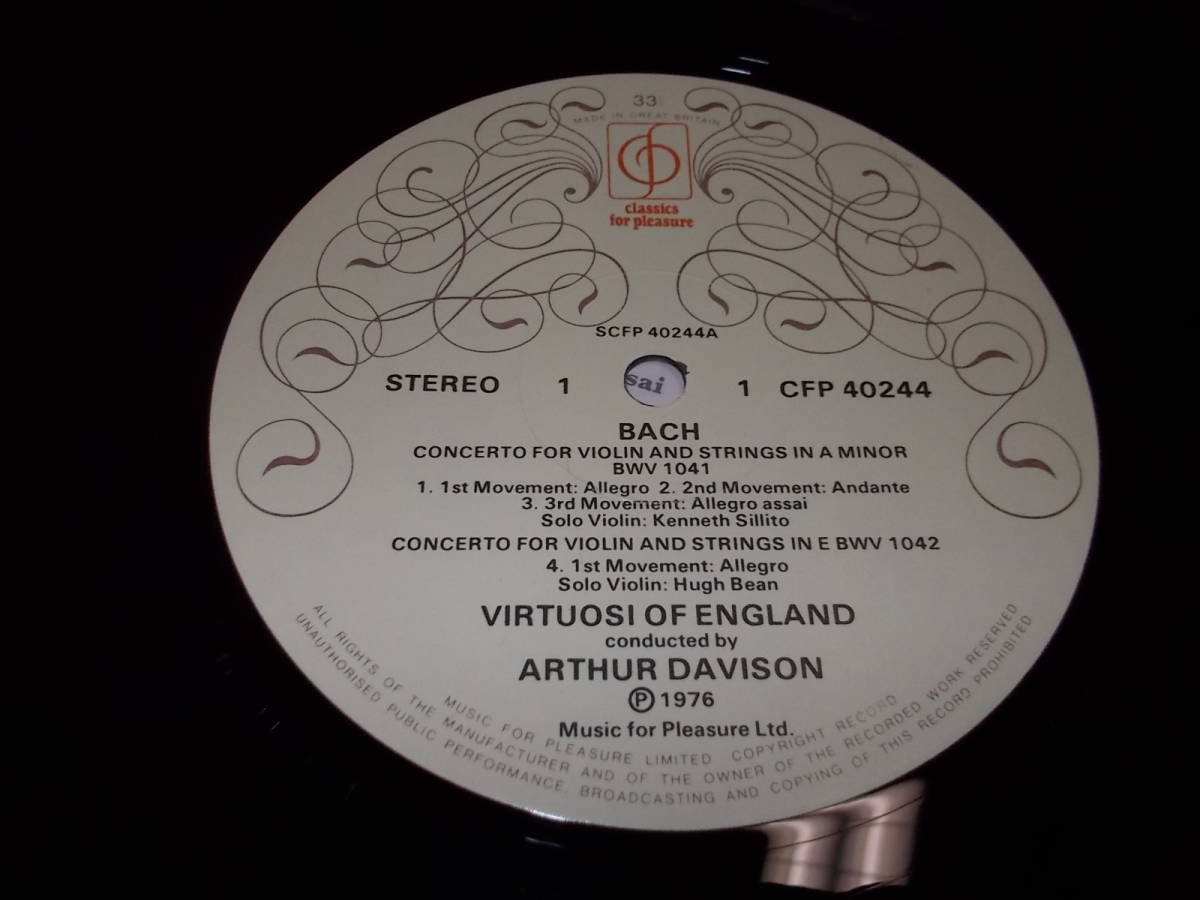 33
MADE IN GREAT BRITAIN
classics
for pleasure
SCFP 40244A
STEREO 1 sai 1 CFP 40244
BACH
CONCERTO FOR VIOLIN AND STRINGS IN A MINOR
BWV 1041
1. 1st Movement: Allegro 2. 2nd Movement: Andante
3. 3rd Movement: Allegro assai
Solo Violin: Kenneth Sillito
CONCERTO FOR VIOLIN AND STRINGS IN E BWV 1042
4. 1st Movement: Allegro
Solo Violin: Hugh Bean
VIRTUOSI OF ENGLAND
conducted by
ARTHUR DAVISON
Ⓟ 1976
Music for Pleasure Ltd.
MUSIC FOR PLEASURE LIMITED COPYRIGHT RECORD
ALL RIGHTS OF THE MANUFACTURER AND OF THE OWNER OF THE RECORDED WORK RESERVED
UNAUTHORISED PUBLIC PERFORMANCE, BROADCASTING AND COPYING OF THIS RECORD PROHIBITED